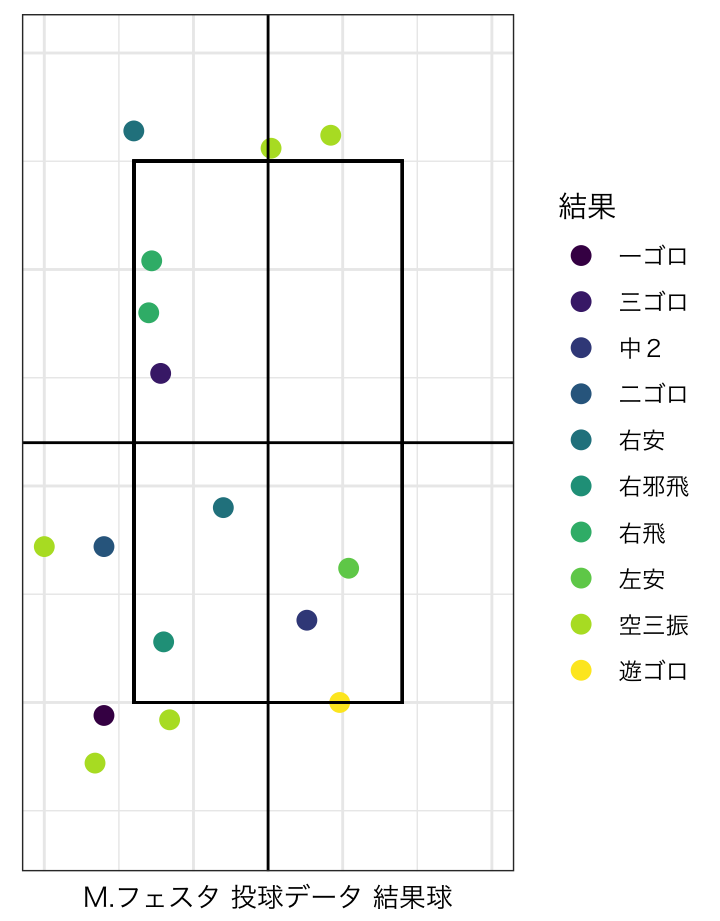 結果
一ゴロ
三ゴロ
中２
二ゴロ
右安
右邪飛
右飛
左安
空三振
遊ゴロ
M.フェスタ 投球データ 結果球